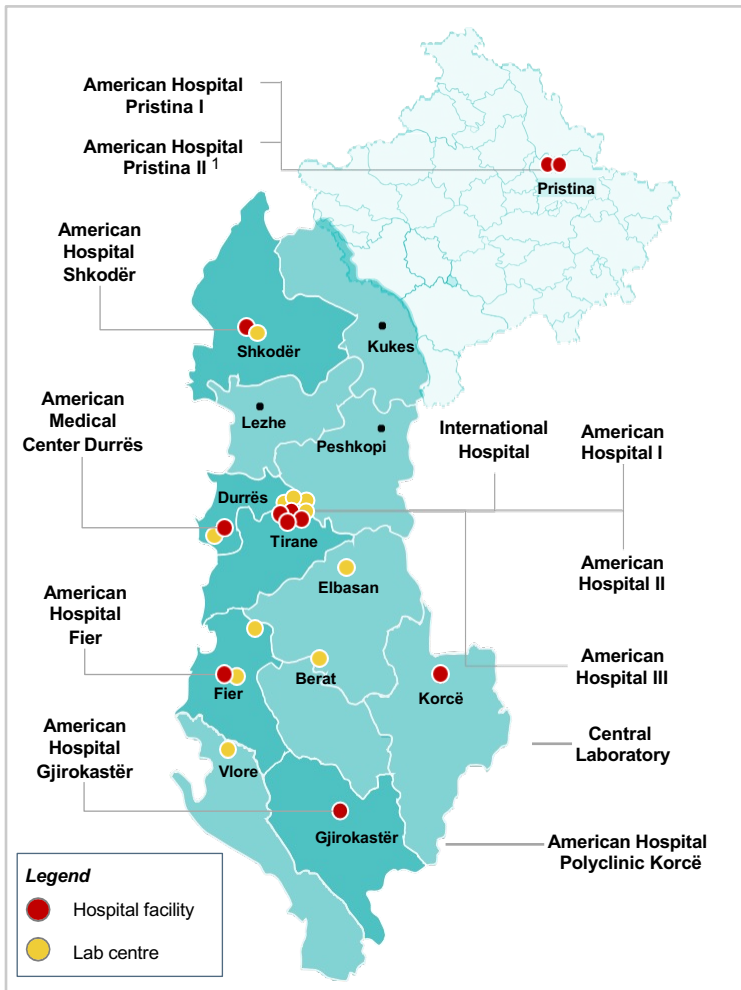 American Hospital
Pristina I
American Hospital
Pristina II 1
Pristina
American
Hospital
Shkodër
Shkodër
Kukes
American
Medical
Center Durrës
Lezhe
Peshkopi
International
Hospital
American
Hospital I
Durrës
Tirane
American
Hospital II
Elbasan
American
Hospital
Fier
Fier
Berat
Korcë
American
Hospital III
American
Hospital
Gjirokastër
Vlore
Central
Laboratory
Gjirokastër
American Hospital
Polyclinic Korcë
Legend
Hospital facility
Lab centre